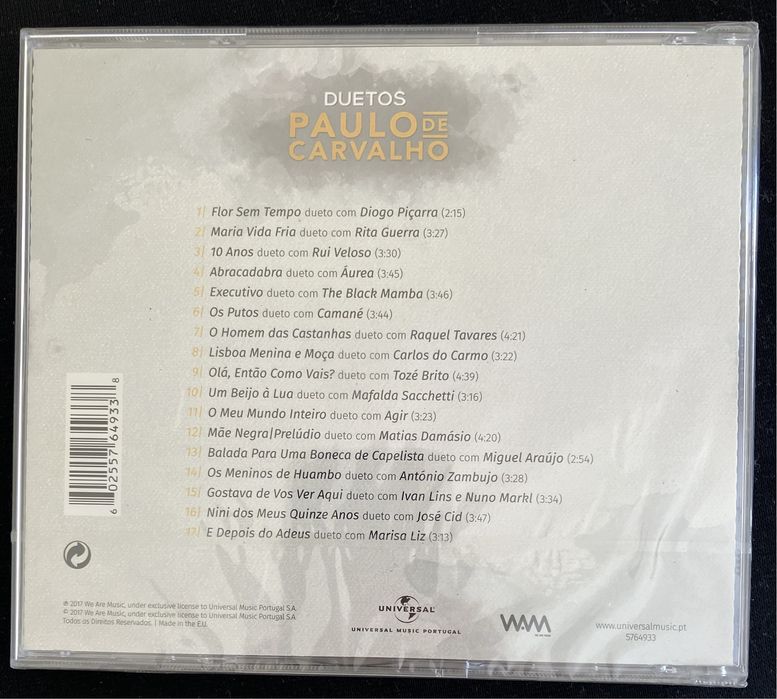 DUETOS
PAULO DE
CARVALHO
1| Flor Sem Tempo dueto com Diogo Piçarra (2:15)
2| Maria Vida Fria dueto com Rita Guerra (3:27)
3| 10 Anos dueto com Rui Veloso (3:30)
4| Abracadabra dueto com Áurea (3:45)
5| Executivo dueto com The Black Mamba (3:46)
6| Os Putos dueto com Camané (3:44)
7| O Homem das Castanhas dueto com Raquel Tavares (4:21)
8| Lisboa Menina e Moça dueto com Carlos do Carmo (3:22)
9| Olá, Então Como Vais? dueto com Tozé Brito (4:39)
10| Um Beijo à Lua dueto com Mafalda Sacchetti (3:16)
11| O Meu Mundo Inteiro dueto com Agir (3:23)
12| Mãe Negra|Prelúdio dueto com Matias Damásio (4:20)
13| Balada Para Uma Boneca de Capelista dueto com Miguel Araújo (2:54)
14| Os Meninos de Huambo dueto com António Zambujo (3:28)
15| Gostava de Vos Ver Aqui dueto com Ivan Lins e Nuno Markl (3:34)
16| Nini dos Meus Quinze Anos dueto com José Cid (3:47)
17| E Depois do Adeus dueto com Marisa Liz (3:13)
6 02557 64933 8
℗ 2017 We Are Music, under exclusive license to Universal Music Portugal S.A.
© 2017 We Are Music, under exclusive license to Universal Music Portugal S.A.
Todos os Direitos Reservados. | Made in the E.U.
UNIVERSAL
UNIVERSAL MUSIC PORTUGAL
WAM
www.universalmusic.pt
5764933